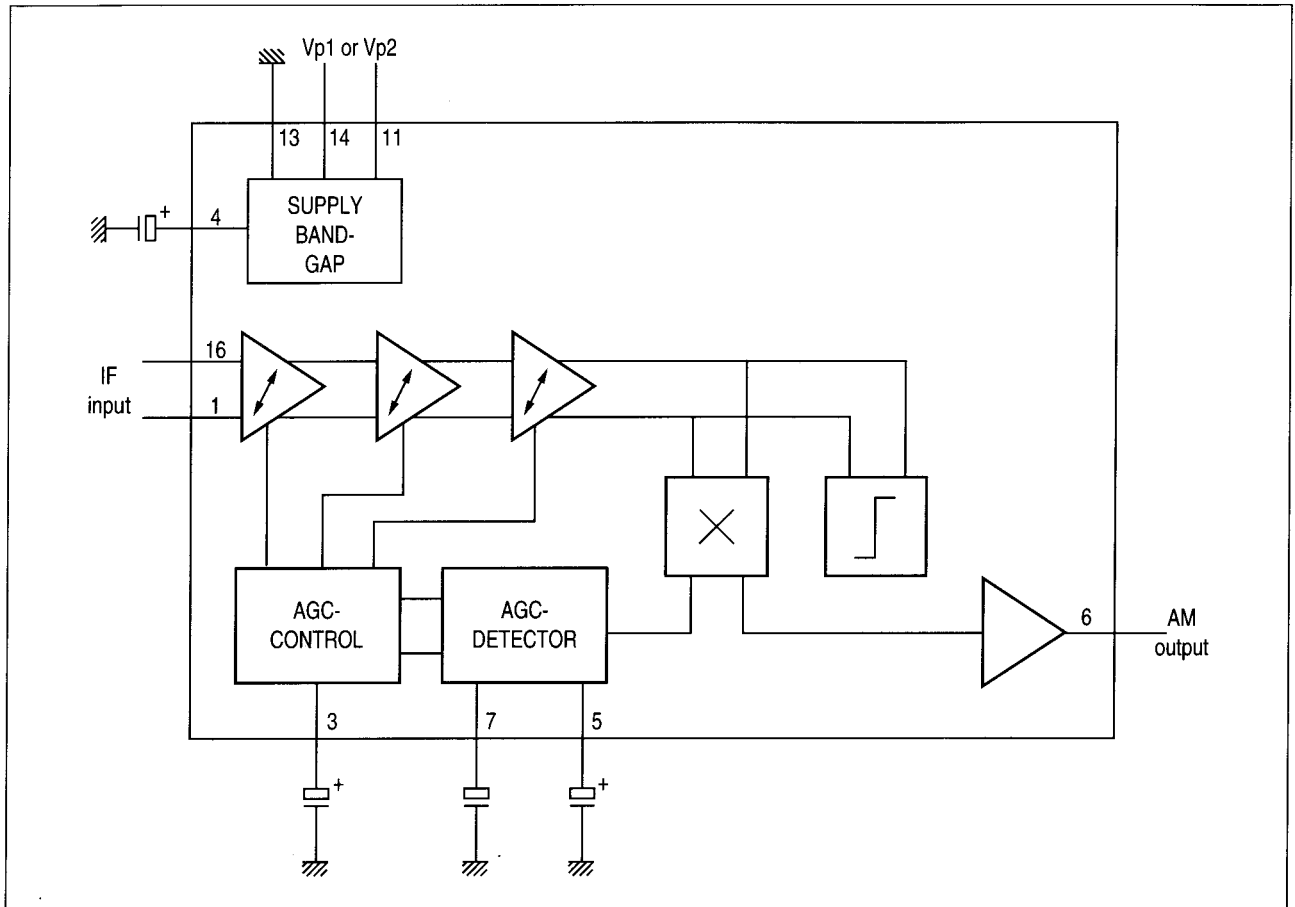 Vp1 or Vp2
13 14 11
4
SUPPLY
BAND-
GAP
+
16
IF
input
1
AGC-
CONTROL
AGC-
DETECTOR
6
AM
output
3 7 5
+ +